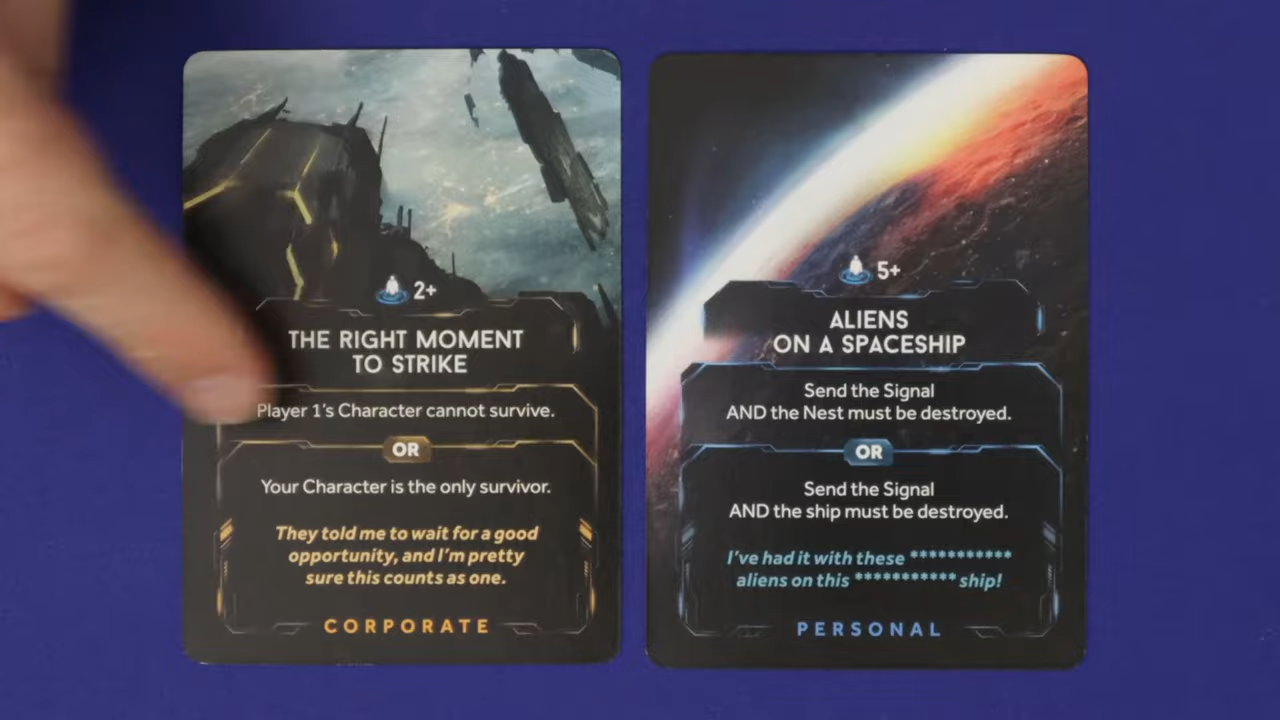 2+
THE RIGHT MOMENT
TO STRIKE
Player 1's Character cannot survive.
OR
Your Character is the only survivor.
They told me to wait for a good
opportunity, and I'm pretty
sure this counts as one.
CORPORATE
5+
ALIENS
ON A SPACESHIP
Send the Signal
AND the Nest must be destroyed.
OR
Send the Signal
AND the ship must be destroyed.
I've had it with these ***********
aliens on this *********** ship!
PERSONAL